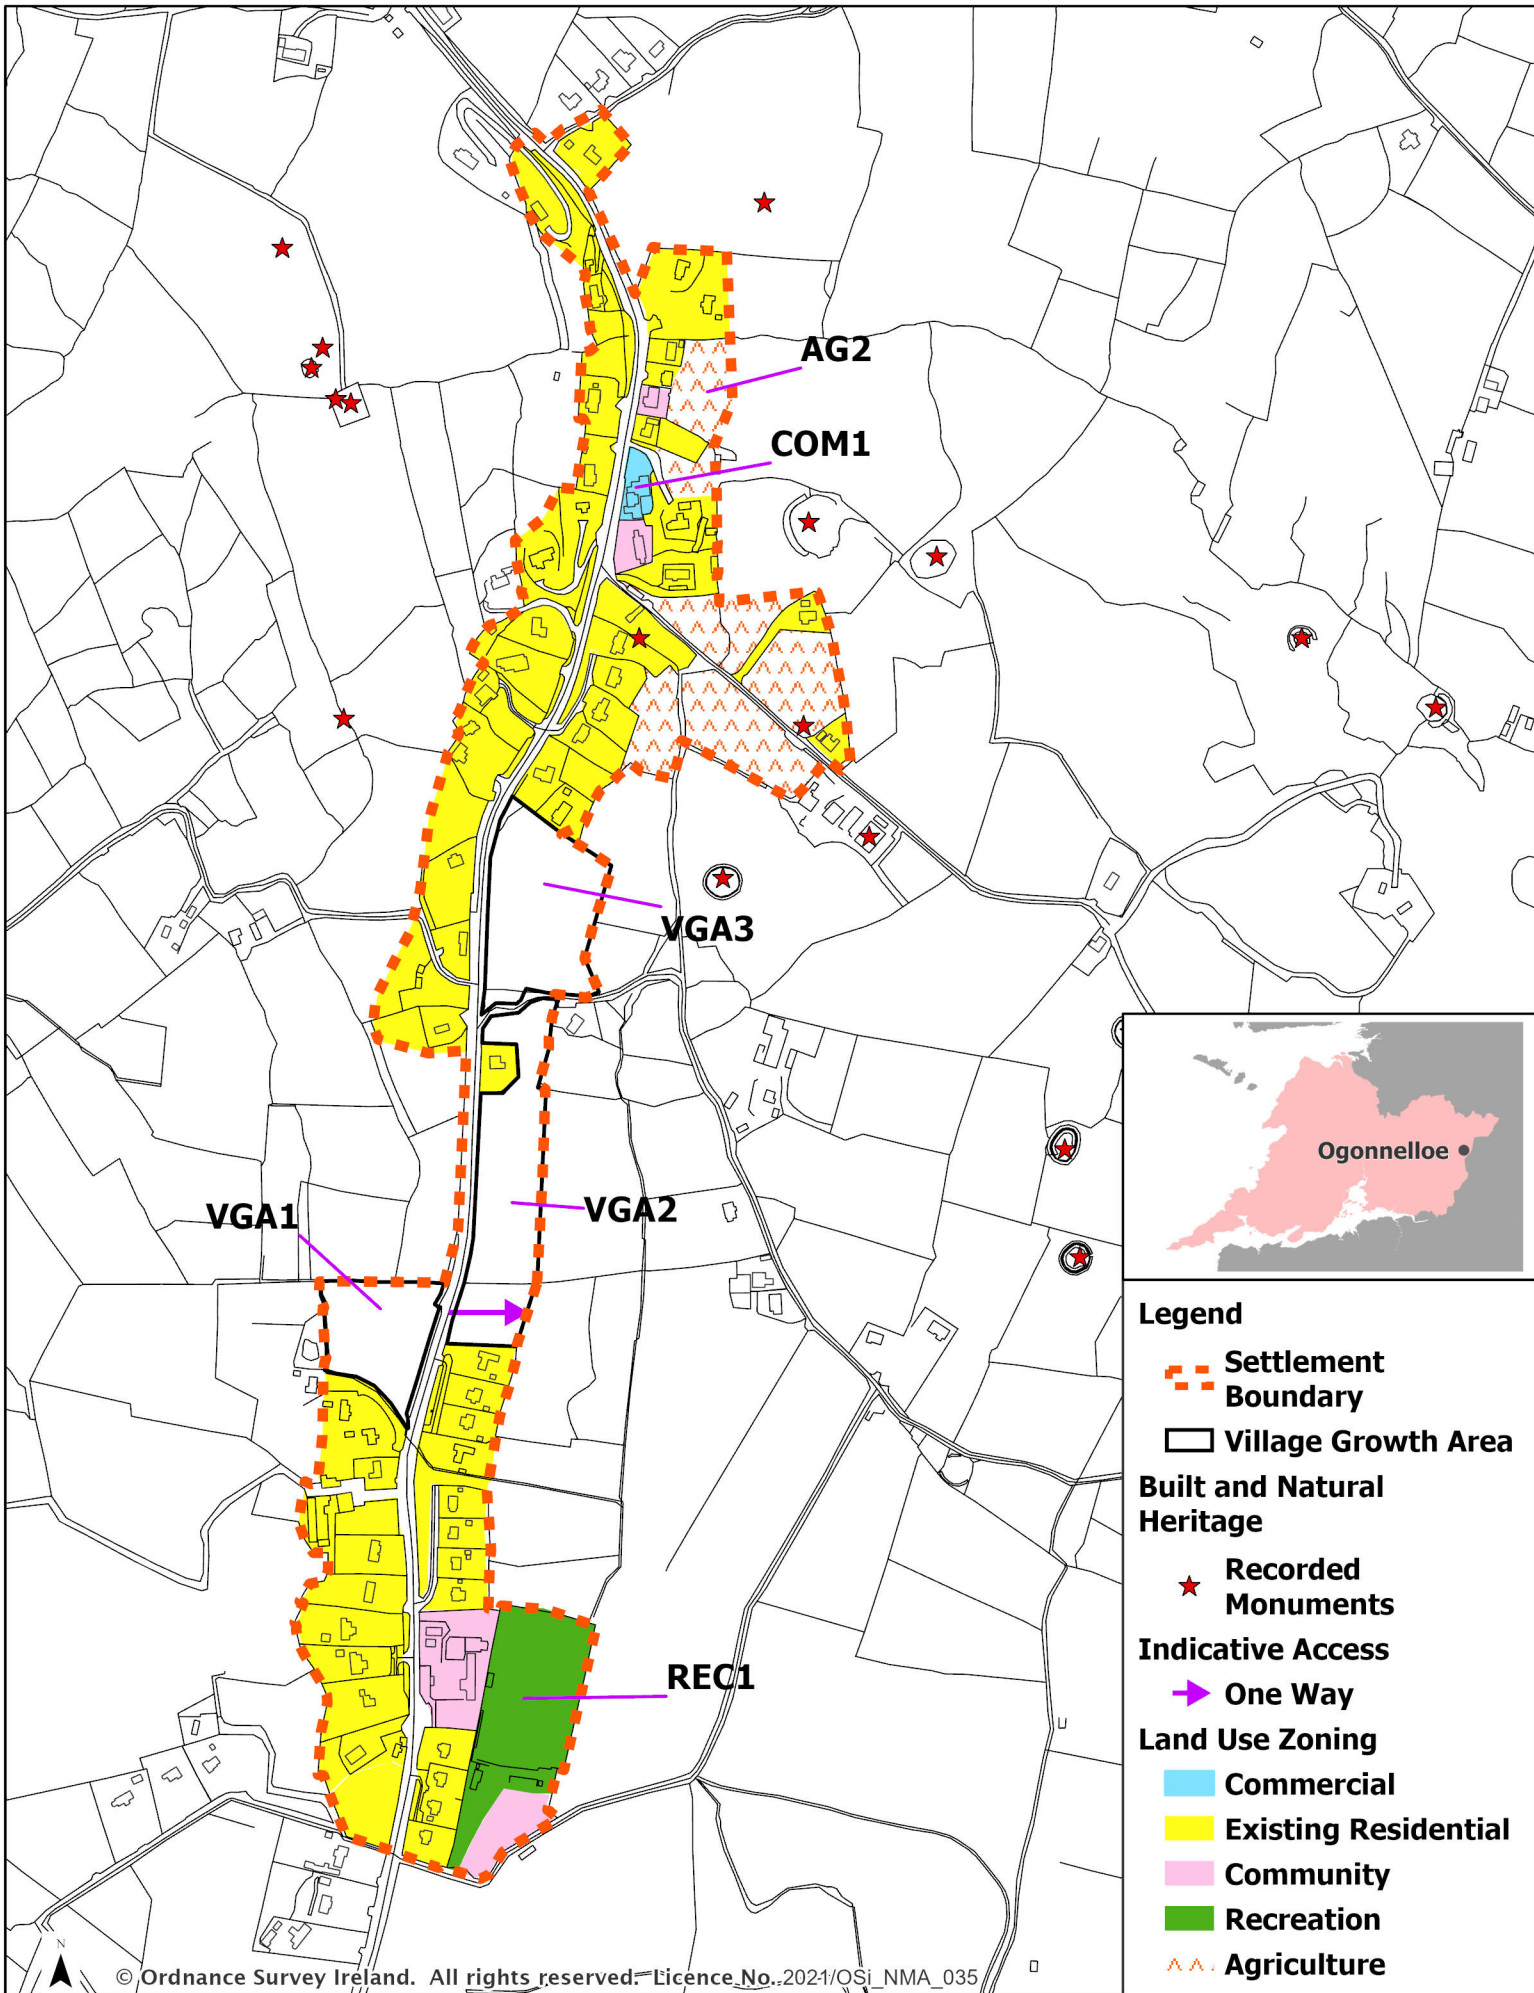 AG2
COM1
VGA3
VGA1
VGA2
REC1
Ogonnelloe
Legend
Settlement
Boundary
Village Growth Area
Built and Natural
Heritage
Recorded
Monuments
Indicative Access
One Way
Land Use Zoning
Commercial
Existing Residential
Community
Recreation
Agriculture
N
© Ordnance Survey Ireland. All rights reserved. Licence No. 2021/OSi_NMA_035